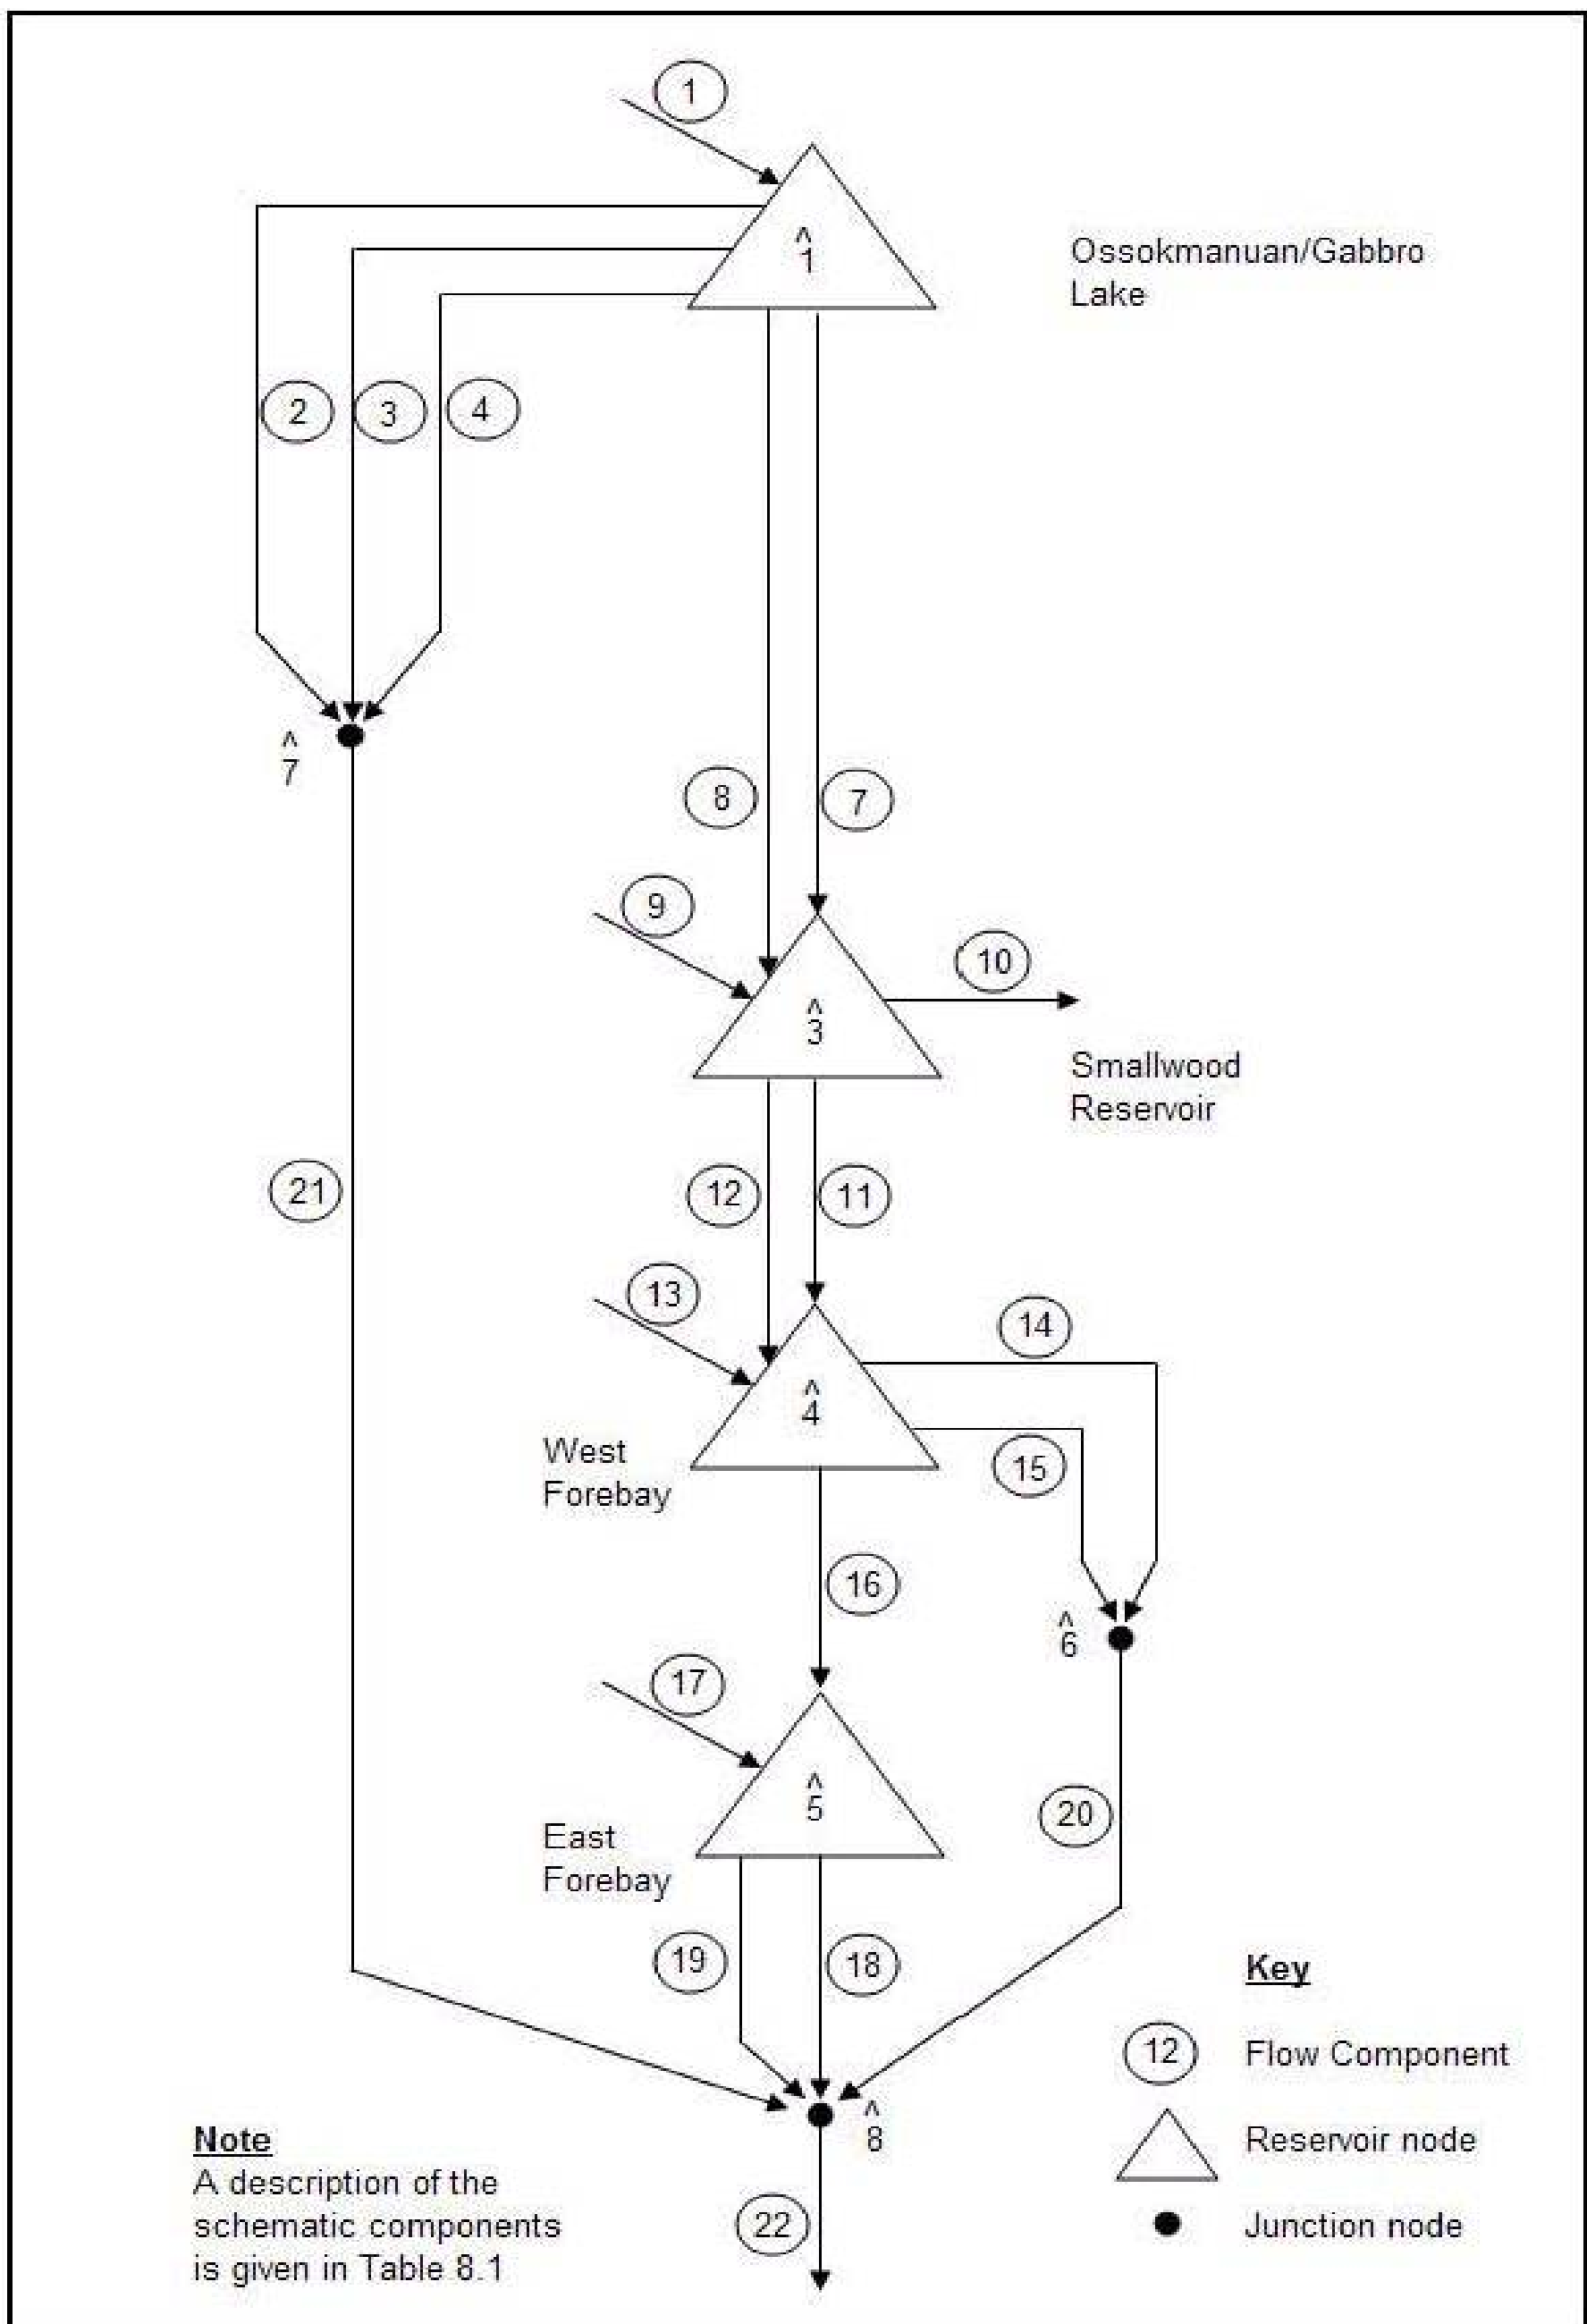 1
^
1
Ossokmanuan/Gabbro
Lake
2
3
4
^
7
8
7
9
10
^
3
Smallwood
Reservoir
21
12
11
13
14
^
4
West
Forebay
15
16
^
6
17
^
5
20
East
Forebay
19
18
Key
12
Flow Component
^
8
Note
A description of the
schematic components
is given in Table 8.1
Reservoir node
22
Junction node